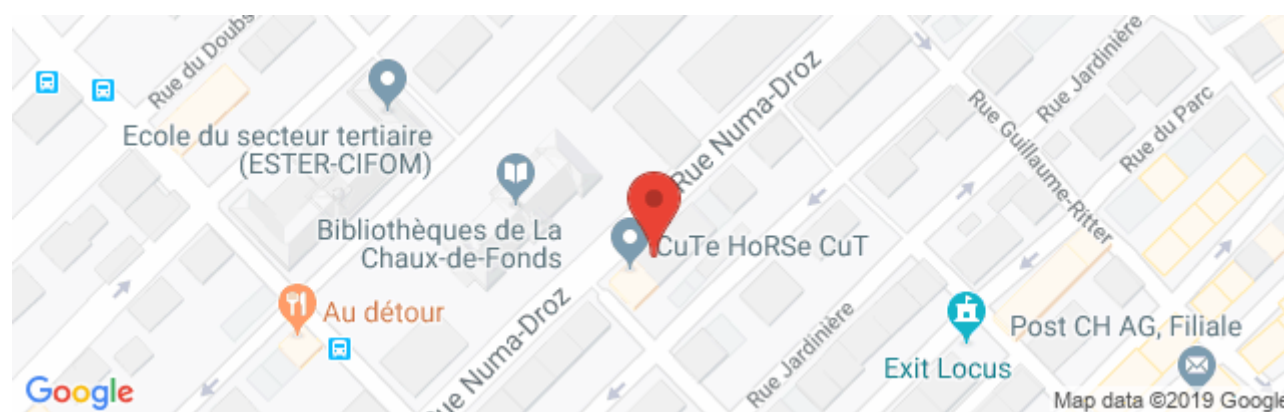 Rue du Doubs
Ecole du secteur tertiaire
(ESTER-CIFOM)
Rue Numa-Droz
Rue Guillaume-Ritter
Rue Jardinière
Rue du Parc
Bibliothèques de La
Chaux-de-Fonds
CuTe HoRSe CuT
Au détour
Rue Numa-Droz
Rue Jardinière
Exit Locus
Post CH AG, Filiale
Google
Map data ©2019 Google